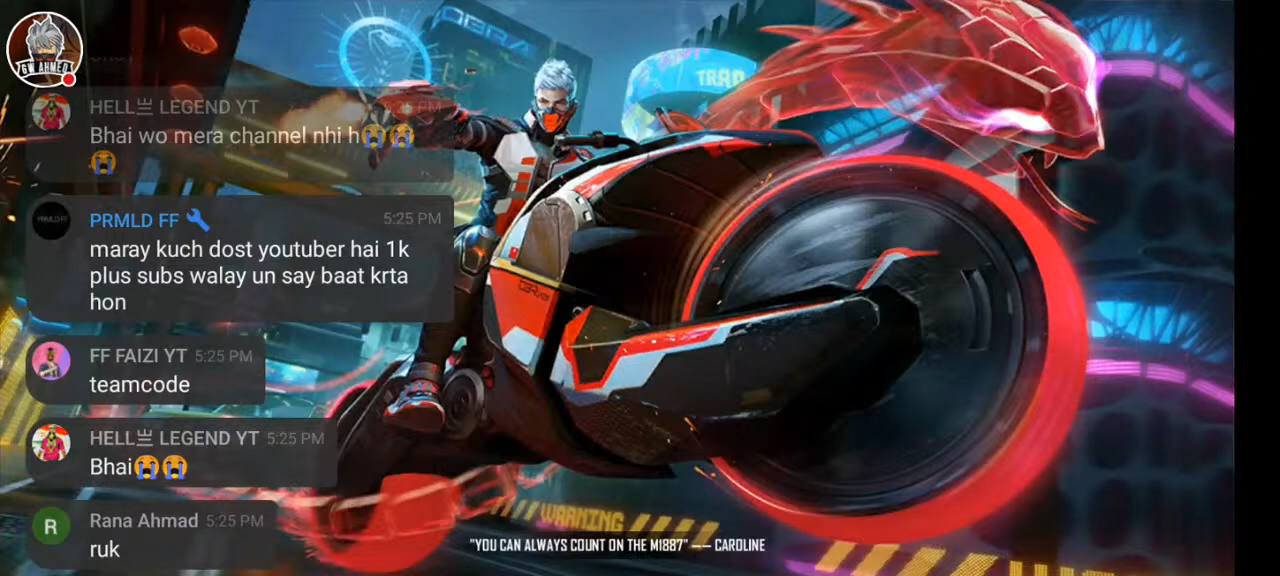 GW AHMED
HELL亗 LEGEND YT
Bhai wo mera channel nhi h😭😭
😭
PRMLD FF 5:25 PM
maray kuch dost youtuber hai 1k
plus subs walay un say baat krta
hon
FF FAIZI YT 5:25 PM
teamcode
HELL亗 LEGEND YT 5:25 PM
Bhai😭😭
Rana Ahmad 5:25 PM
R
ruk
TRAP
WARNING
"YOU CAN ALWAYS COUNT ON THE M1887" —— CAROLINE